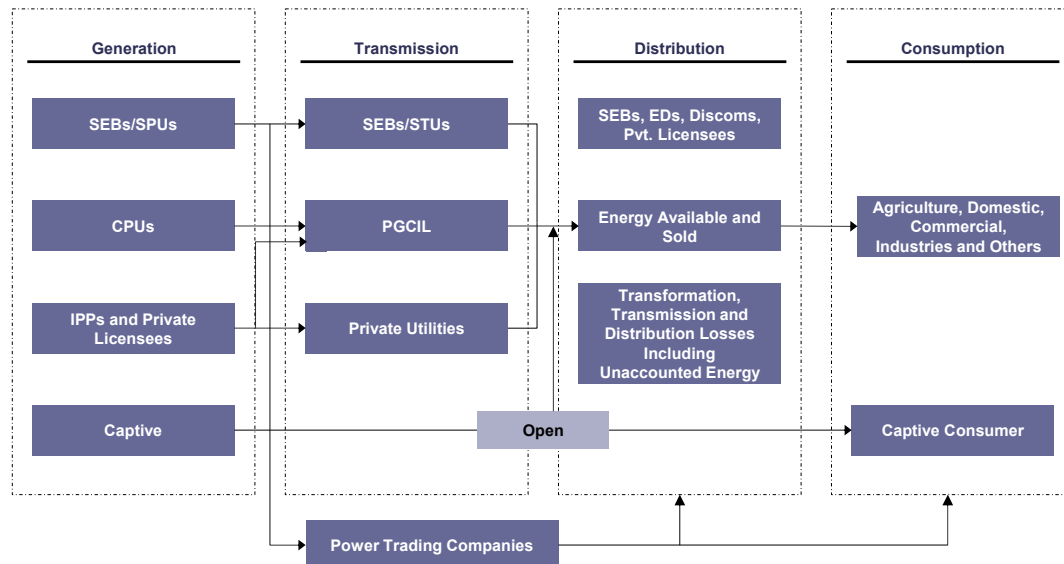 Generation
Transmission
Distribution
Consumption
SEBs/SPUs
SEBs/STUs
SEBs, EDs, Discoms,
Pvt. Licensees
CPUs
PGCIL
Energy Available and
Sold
Agriculture, Domestic,
Commercial,
Industries and Others
IPPs and Private
Licensees
Private Utilities
Transformation,
Transmission and
Distribution Losses
Including
Unaccounted Energy
Captive
Open
Captive Consumer
Power Trading Companies